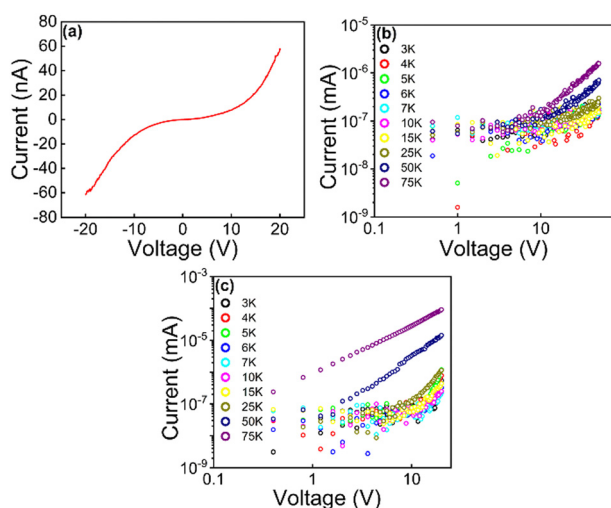 (a)
80
60
40
20
0
-20
-40
-60
-80
Current (nA)
-20 -10 0 10 20
Voltage (V)
(b)
3K
4K
5K
6K
7K
10K
15K
25K
50K
75K
10-5
10-6
10-7
10-8
10-9
Current (mA)
0.1 1 10
Voltage (V)
(c)
3K
4K
5K
6K
7K
10K
15K
25K
50K
75K
10-3
10-5
10-7
10-9
Current (mA)
0.1 1 10
Voltage (V)